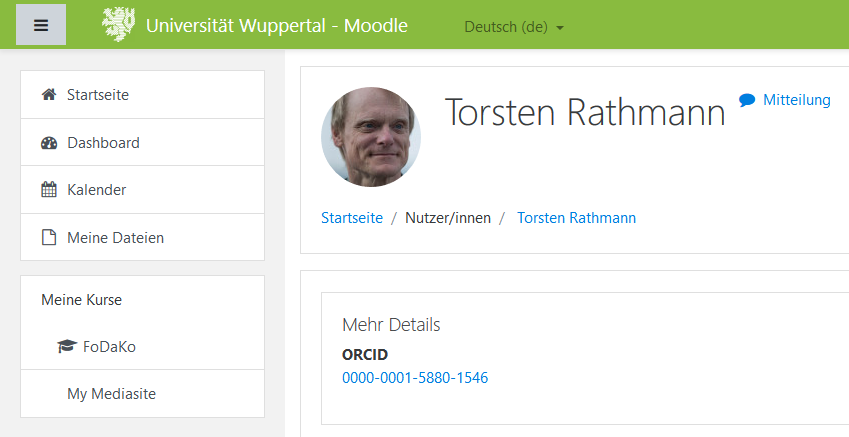 Universität Wuppertal - Moodle
Deutsch (de)
Startseite
Dashboard
Kalender
Meine Dateien
Meine Kurse
FoDaKo
My Mediasite
Torsten Rathmann
Mitteilung
Startseite / Nutzer/innen / Torsten Rathmann
Mehr Details
ORCID
0000-0001-5880-1546